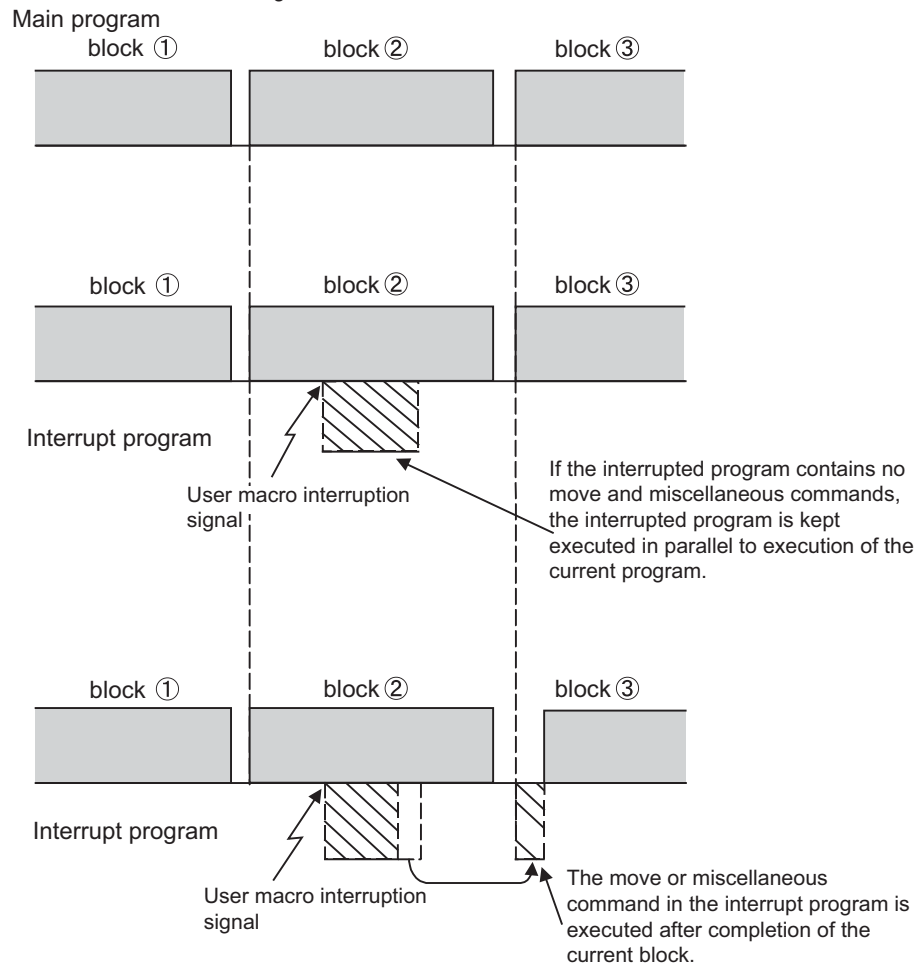 Main program
block ① block ② block ③
block ① block ② block ③
Interrupt program
User macro interruption
signal
If the interrupted program contains no
move and miscellaneous commands,
the interrupted program is kept
executed in parallel to execution of the
current program.
block ① block ② block ③
Interrupt program
User macro interruption
signal
The move or miscellaneous
command in the interrupt program is
executed after completion of the
current block.